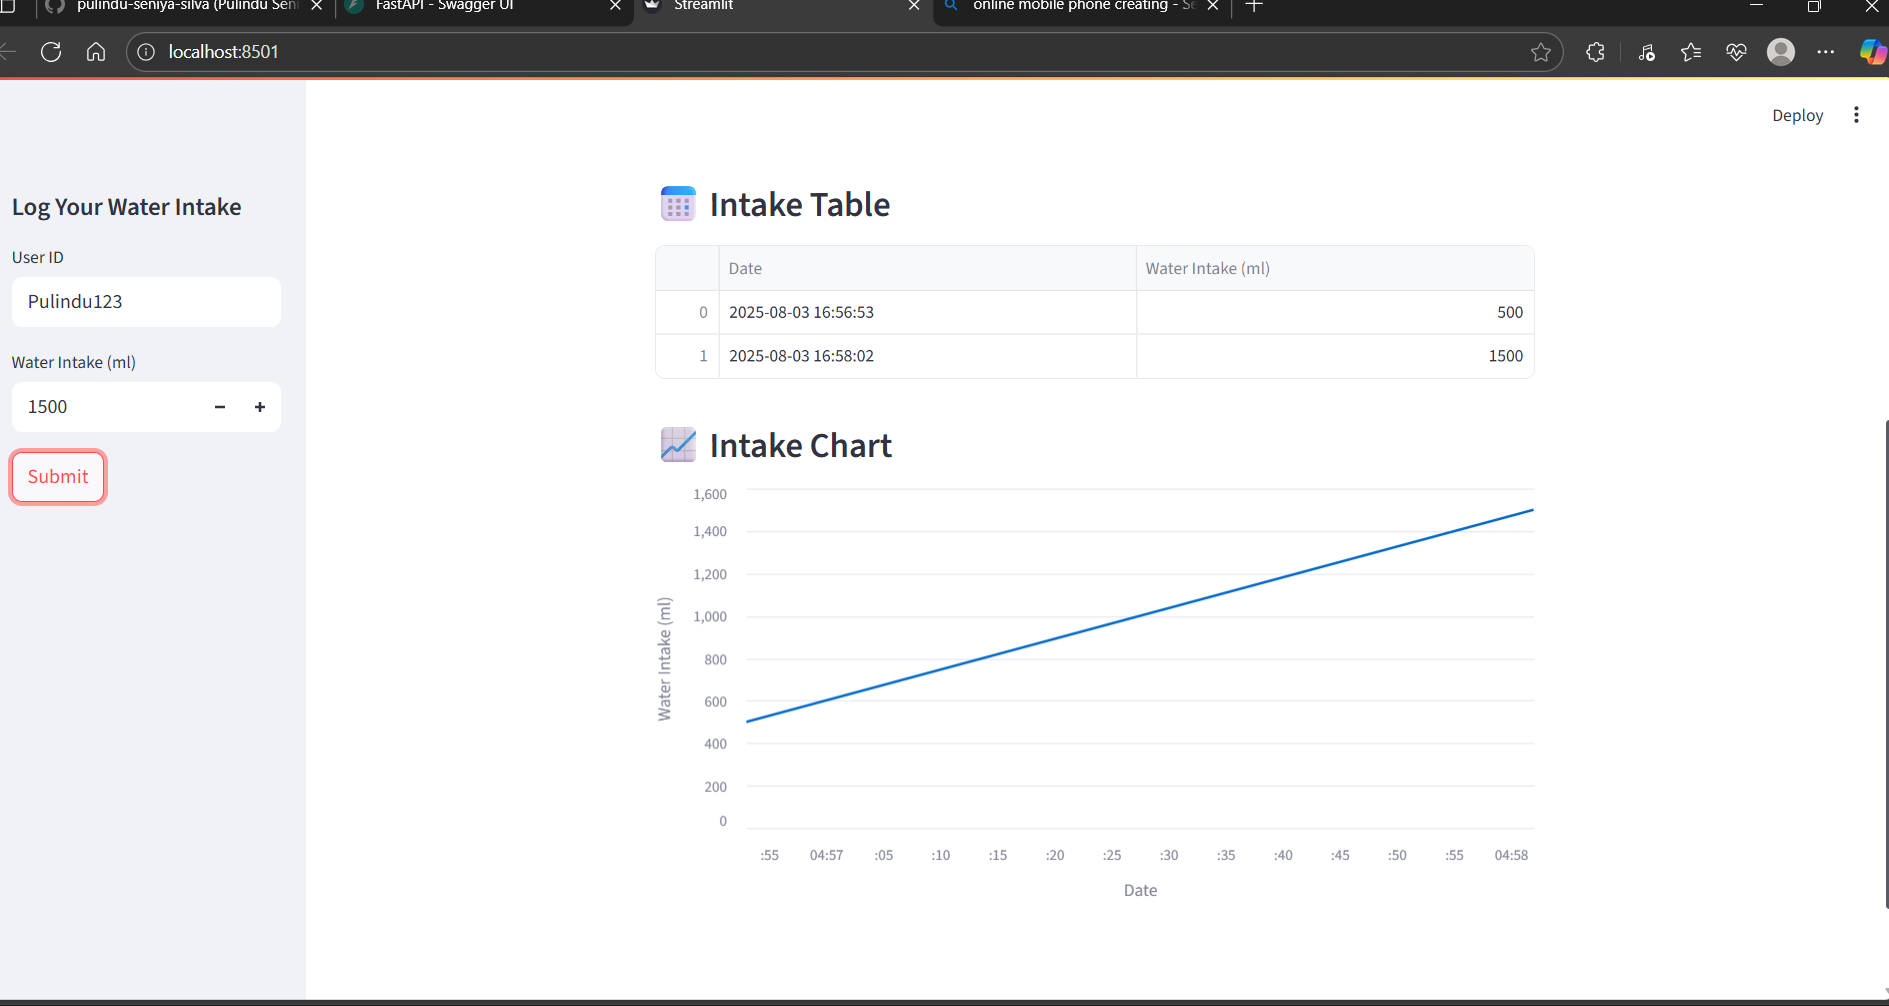 pulindu-seniya-silva (Pulindu Seni
FastAPI - Swagger UI
Streamlit
online mobile phone creating - Se
localhost:8501
Deploy
Log Your Water Intake
User ID
Pulindu123
Water Intake (ml)
1500
Submit
Intake Table
Date Water Intake (ml)
0 2025-08-03 16:56:53 500
1 2025-08-03 16:58:02 1500
Intake Chart
1,600
1,400
1,200
1,000
800
600
400
200
0
Water Intake (ml)
:55 04:57 :05 :10 :15 :20 :25 :30 :35 :40 :45 :50 :55 04:58
Date